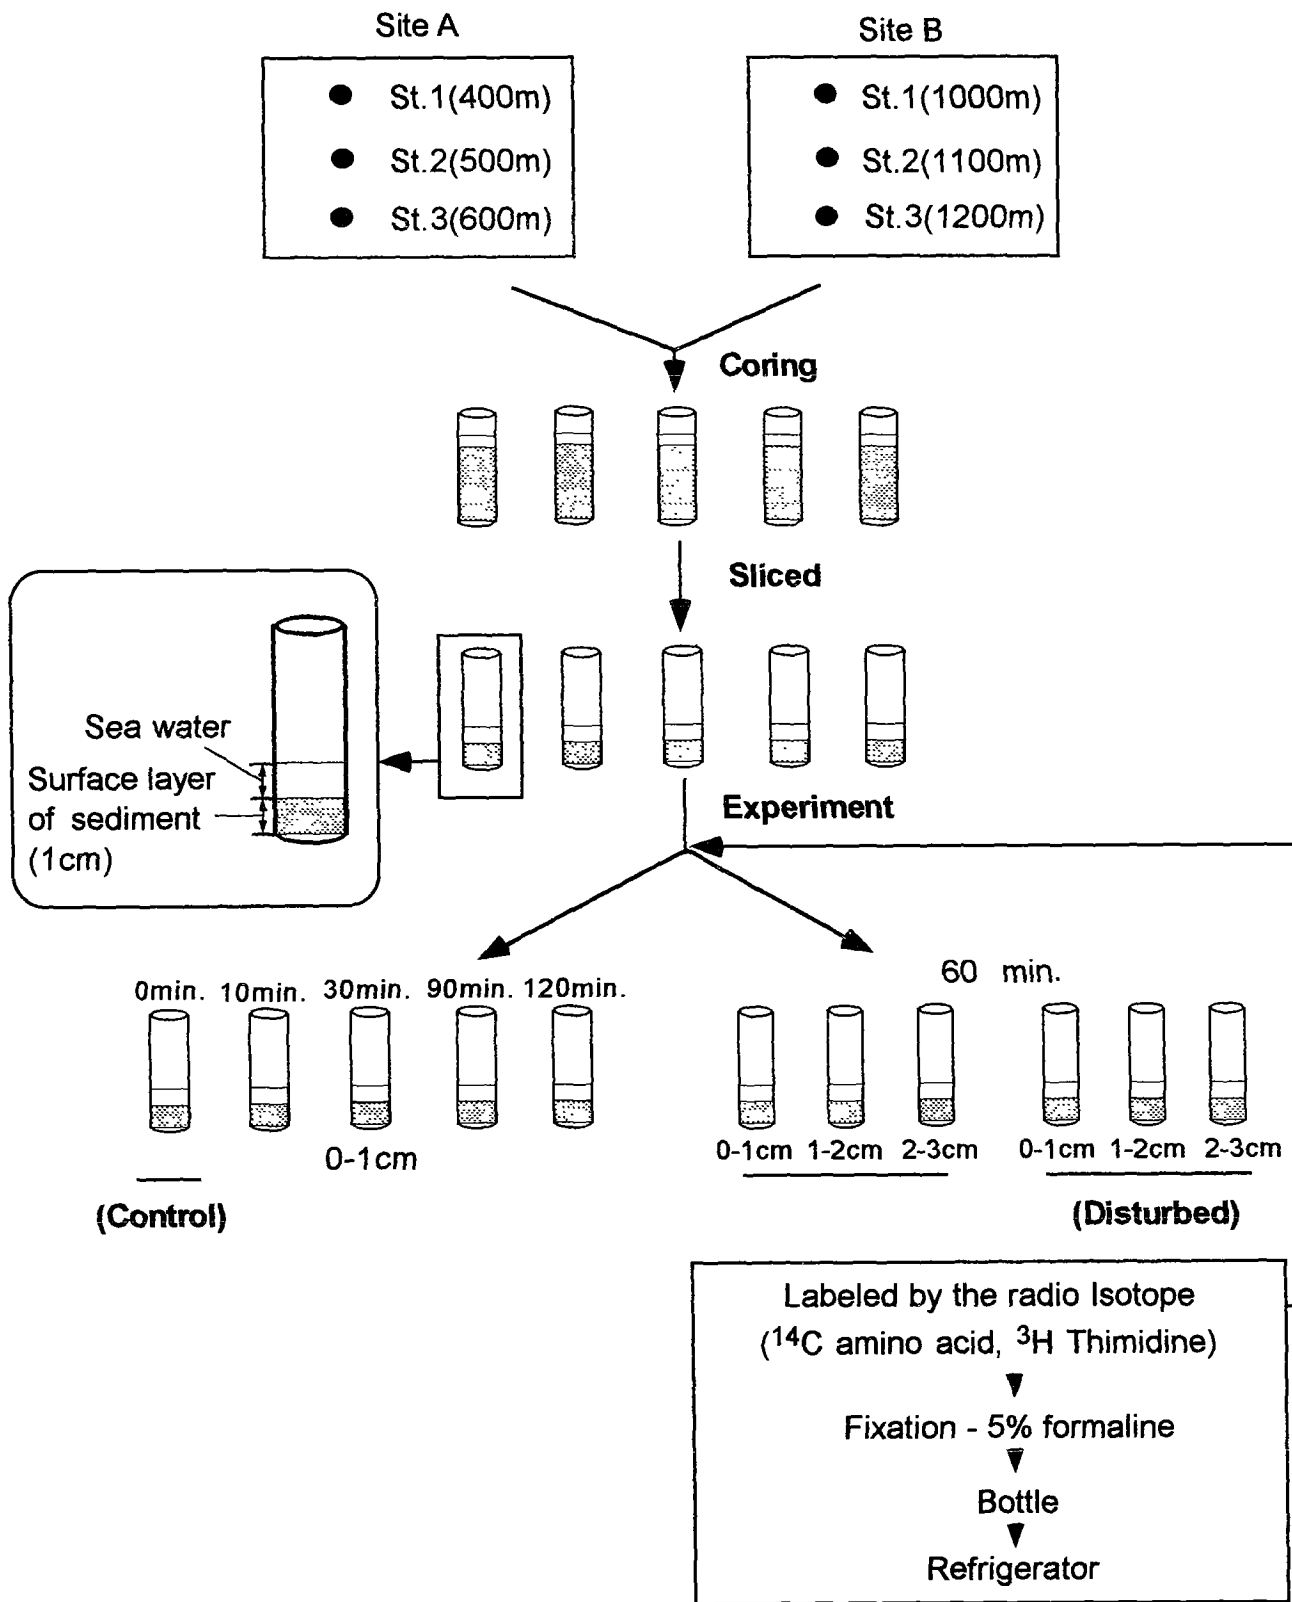 Site A
St.1(400m)
St.2(500m)
St.3(600m)
Site B
St.1(1000m)
St.2(1100m)
St.3(1200m)
Coring
Sliced
Sea water
Surface layer
of sediment
(1cm)
Experiment
0min. 10min. 30min. 90min. 120min.
0-1cm
(Control)
60 min.
0-1cm 1-2cm 2-3cm 0-1cm 1-2cm 2-3cm
(Disturbed)
Labeled by the radio Isotope
(¹⁴C amino acid, ³H Thimidine)
Fixation - 5% formaline
Bottle
Refrigerator